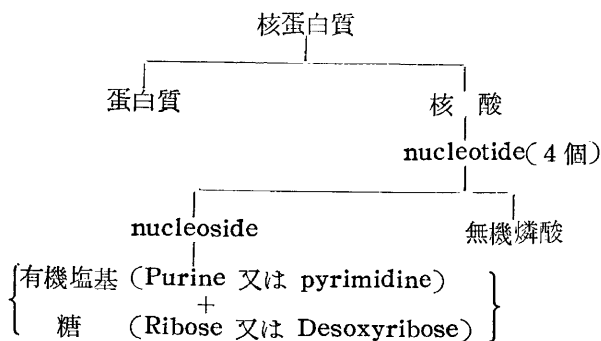 核蛋白質
蛋白質 核酸
nucleotide(4個)
nucleoside 無機燐酸
有機塩基(Purine 又は pyrimidine)
+
糖 (Ribose 又は Desoxyribose)